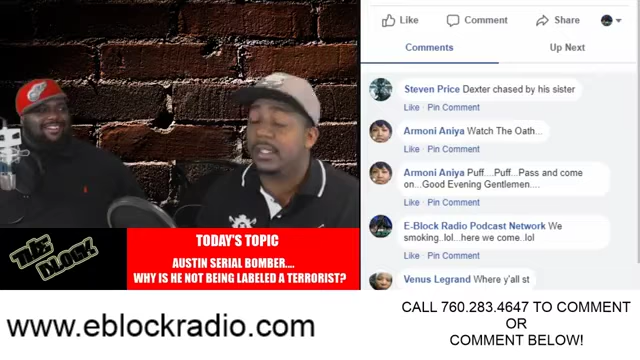 Like Comment Share
Comments Up Next
Steven Price Dexter chased by his sister
Like · Pin Comment
Armoni Aniya Watch The Oath...
Like · Pin Comment
Armoni Aniya Puff....Puff...Pass and come
on...Good Evening Gentlemen....
Like · Pin Comment
E-Block Radio Podcast Network We
smoking..lol...here we come..lol
Like · Pin Comment
Venus Legrand Where y'all st
THE BLOCK
TODAY'S TOPIC
AUSTIN SERIAL BOMBER....
WHY IS HE NOT BEING LABELED A TERRORIST?
www.eblockradio.com
CALL 760.283.4647 TO COMMENT
OR
COMMENT BELOW!